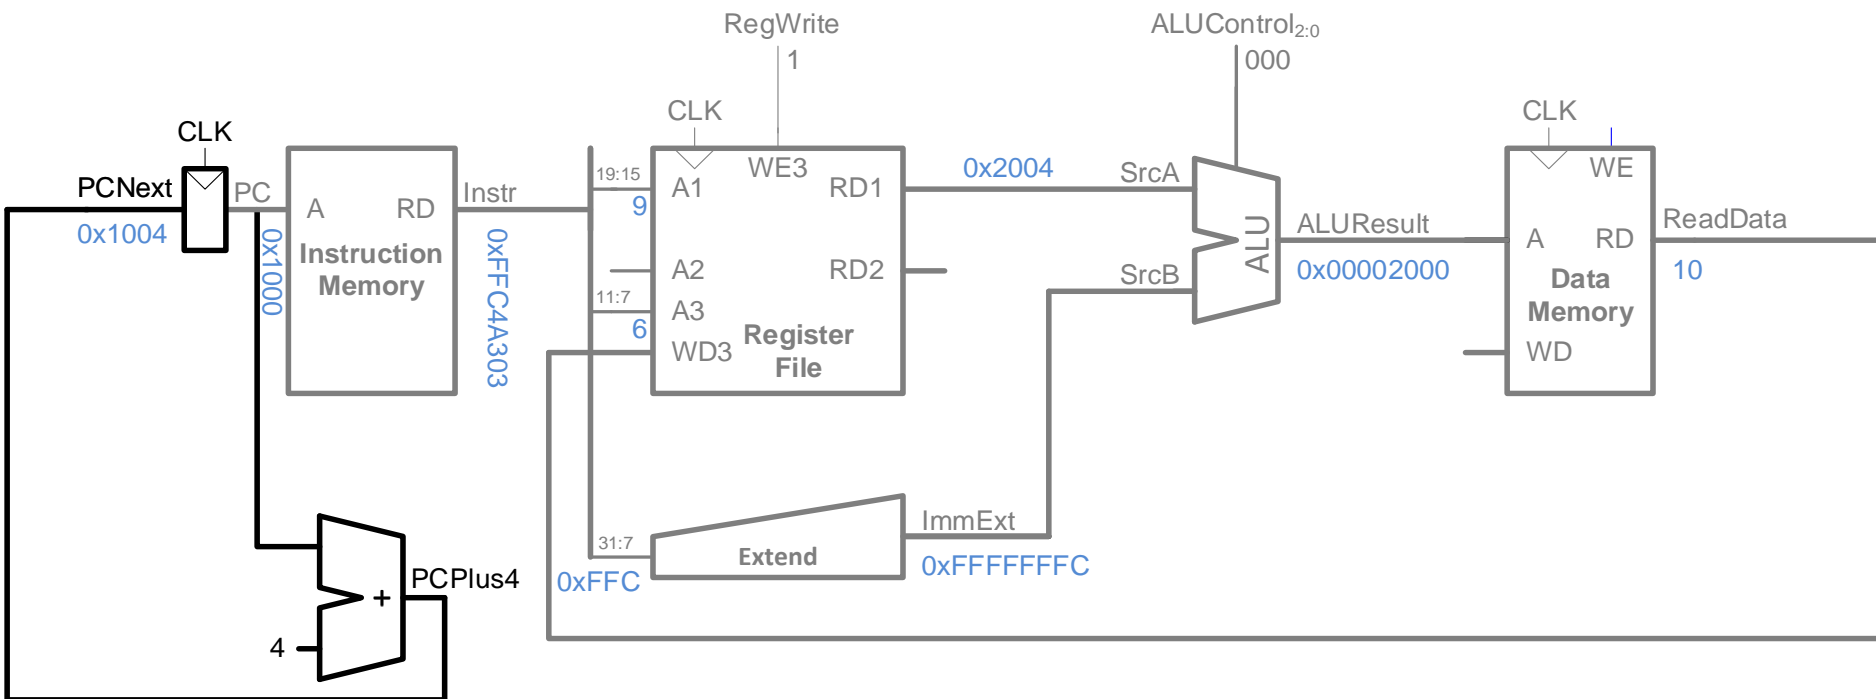 RegWrite
1
ALUControl2:0
000
CLK
CLK
CLK
PCNext
0x1004
PC
0x1000
A
RD
Instruction
Memory
Instr
0xFFC4A303
19:15
9
A1
WE3
RD1
0x2004
SrcA
A2
RD2
11:7
6
A3
WD3
Register
File
SrcB
ALU
ALUResult
0x00002000
WE
A
RD
Data
Memory
WD
ReadData
10
31:7
0xFFC
Extend
ImmExt
0xFFFFFFFC
PCPlus4
+
4